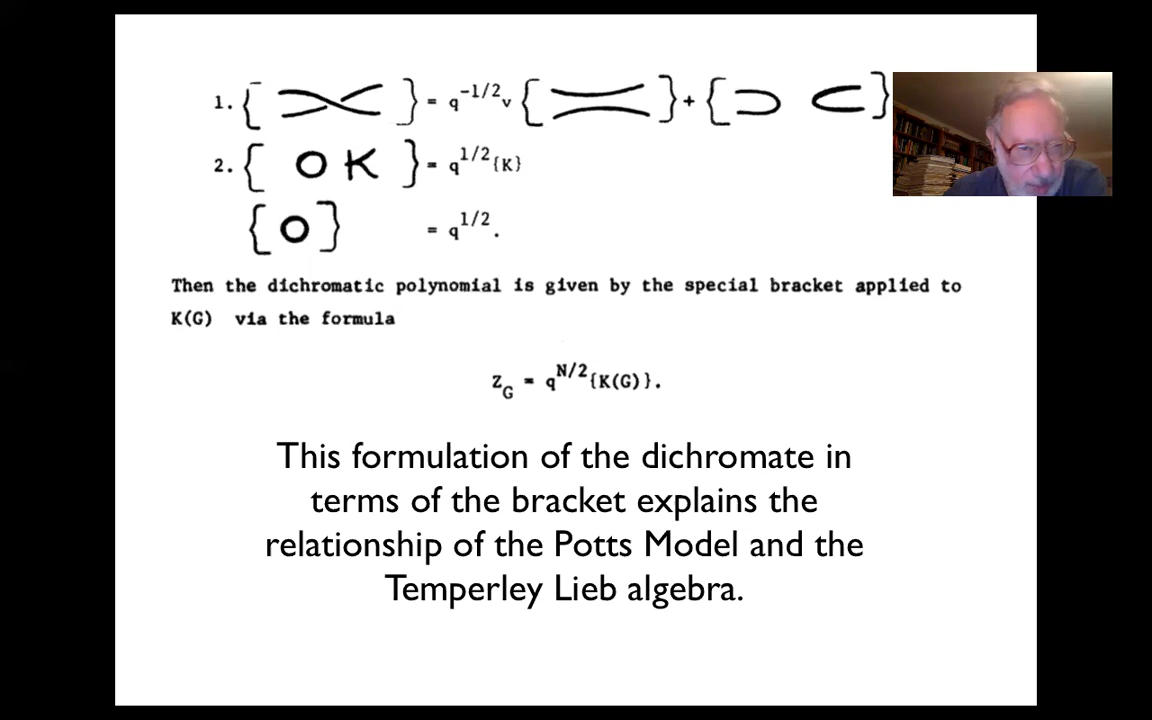 1. { } = q^{-1/2}v { } + { }
2. { O K } = q^{1/2}{K}
{ O } = q^{1/2}.
Then the dichromatic polynomial is given by the special bracket applied to
K(G) via the formula
Z_G = q^{N/2}{K(G)}.
This formulation of the dichromate in
terms of the bracket explains the
relationship of the Potts Model and the
Temperley Lieb algebra.